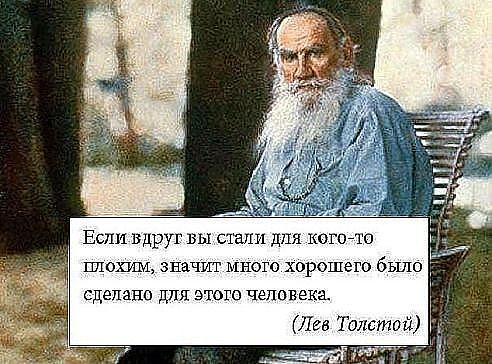 Если вдруг вы стали для кого-то
плохим, значит много хорошего было
сделано для этого человека.
(Лев Толстой)